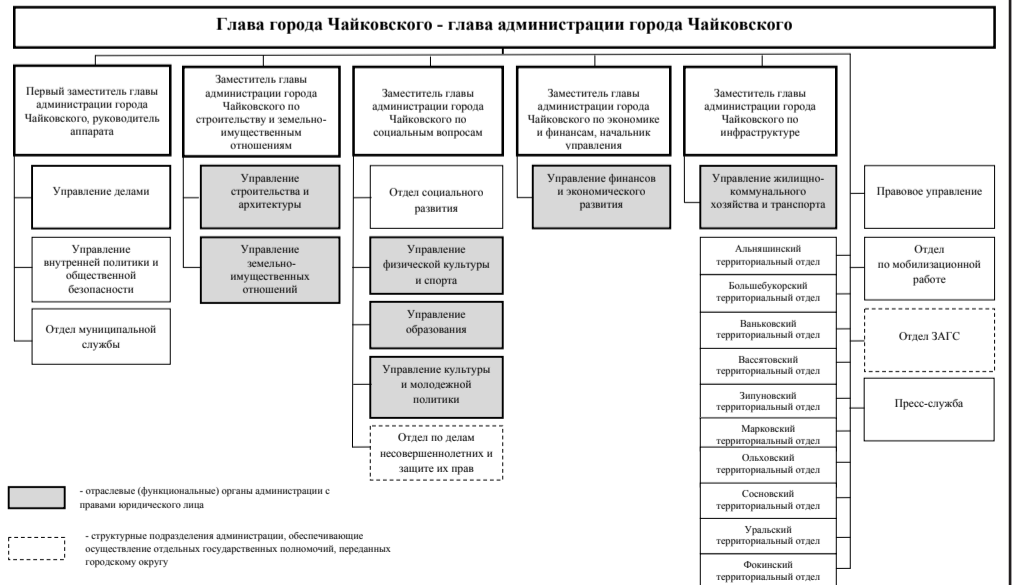 Глава города Чайковского - глава администрации города Чайковского
Первый заместитель главы
администрации города
Чайковского, руководитель
аппарата
Заместитель главы
администрации города
Чайковского по
строительству и земельно-
имущественным
отношениям
Заместитель главы
администрации города
Чайковского по
социальным вопросам
Заместитель главы
администрации города
Чайковского по экономике
и финансам, начальник
управления
Заместитель главы
администрации города
Чайковского по
инфраструктуре
Управление делами
Управление
внутренней политики и
общественной
безопасности
Отдел муниципальной
службы
Управление
строительства и
архитектуры
Управление
земельно-
имущественных
отношений
Отдел социального
развития
Управление
физической культуры
и спорта
Управление
образования
Управление культуры
и молодежной
политики
Отдел по делам
несовершеннолетних и
защите их прав
Управление финансов
и экономического
развития
Управление жилищно-
коммунального
хозяйства и транспорта
Альняшинский
территориальный отдел
Большебукорский
территориальный отдел
Ваньковский
территориальный отдел
Вассятовский
территориальный отдел
Зипуновский
территориальный отдел
Марковский
территориальный отдел
Ольховский
территориальный отдел
Сосновский
территориальный отдел
Уральский
территориальный отдел
Фокинский
территориальный отдел
Правовое управление
Отдел
по мобилизационной
работе
Отдел ЗАГС
Пресс-служба
- отраслевые (функциональные) органы администрации с
правами юридического лица
- структурные подразделения администрации, обеспечивающие
осуществление отдельных государственных полномочий, переданных
городскому округу